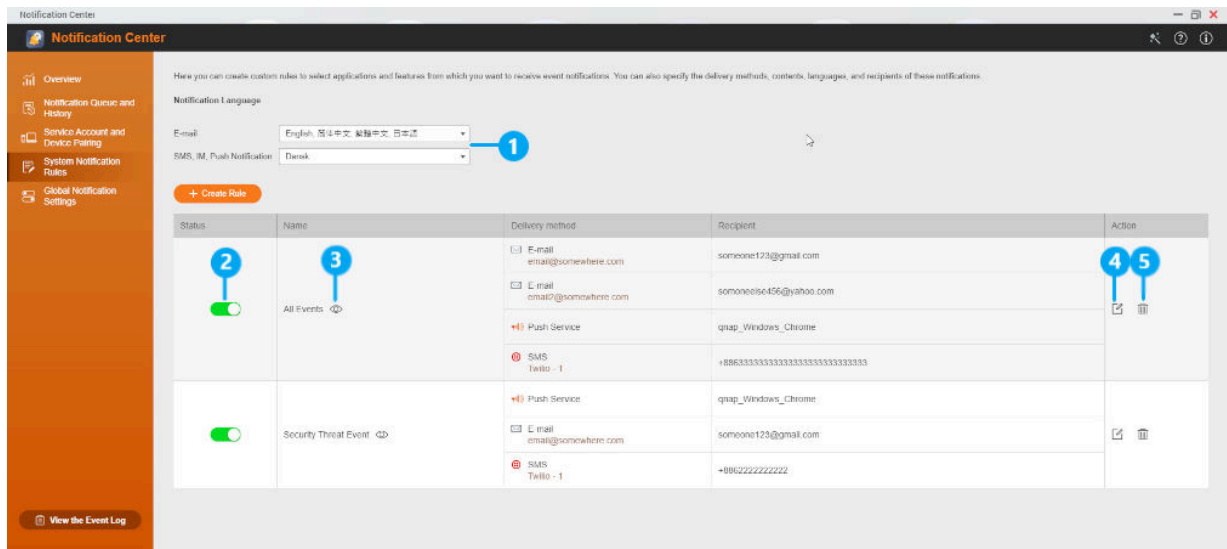 Notification Center
Notification Center
Overview
Notification Queue and
History
Service Account and
Device Pairing
System Notification
Rules
Global Notification
Settings
View the Event Log
Here you can create custom rules to select applications and features from which you want to receive event notifications. You can also specify the delivery methods, contents, languages, and recipients of these notifications.
Notification Language
E-mail
English, 简体中文, 繁體中文, 日本語
1
SMS, IM, Push Notification
Dansk
+ Create Rule
Status
Name
Delivery method
Recipient
Action
2
3
4
5
All Events
E-mail
email@somewhere.com
someone123@gmail.com
E-mail
email2@somewhere.com
somoneelse456@yahoo.com
Push Service
qnap_Windows_Chrome
SMS
Twilio - 1
Security Threat Event
Push Service
qnap_Windows_Chrome
E-mail
email@somewhere.com
someone123@gmail.com
SMS
Twilio - 1
+8862222222222